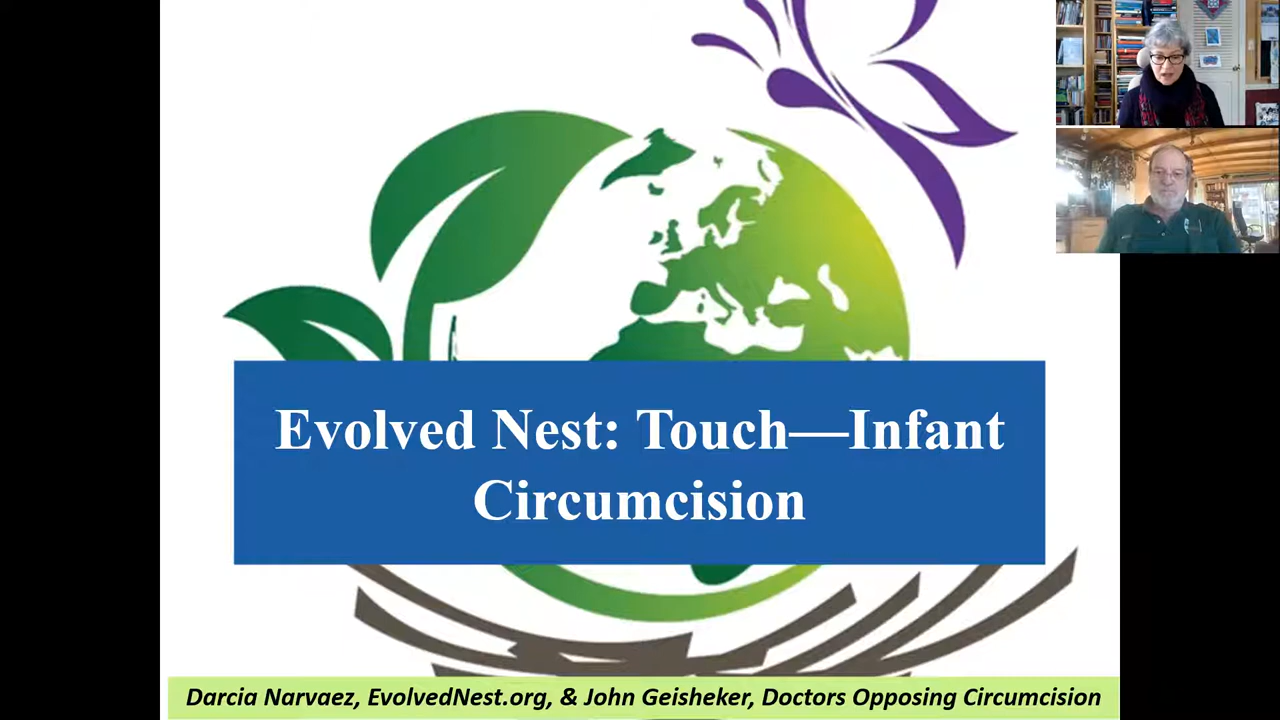 Evolved Nest: Touch—Infant
Circumcision
Darcia Narvaez, EvolvedNest.org, & John Geisheker, Doctors Opposing Circumcision